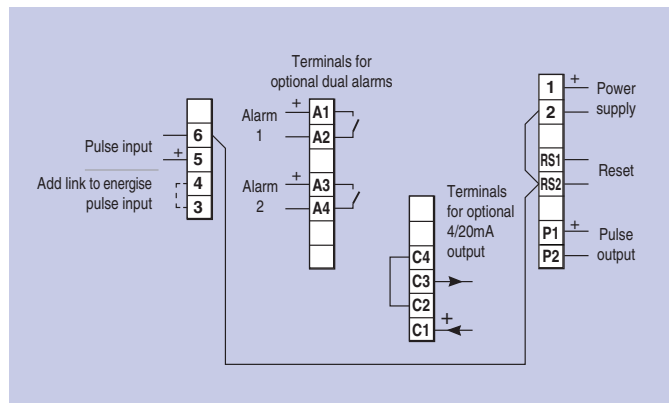 Terminals for
optional dual alarms
6
5
4
3
Pulse input
+
Add link to energise
pulse input
Alarm
1
+
A1
A2
Alarm
2
+
A3
A4
Terminals
for optional
4/20mA
output
C4
C3
C2
C1
+
1
2
RS1
RS2
P1
P2
+
Power
supply
Reset
+
Pulse
output